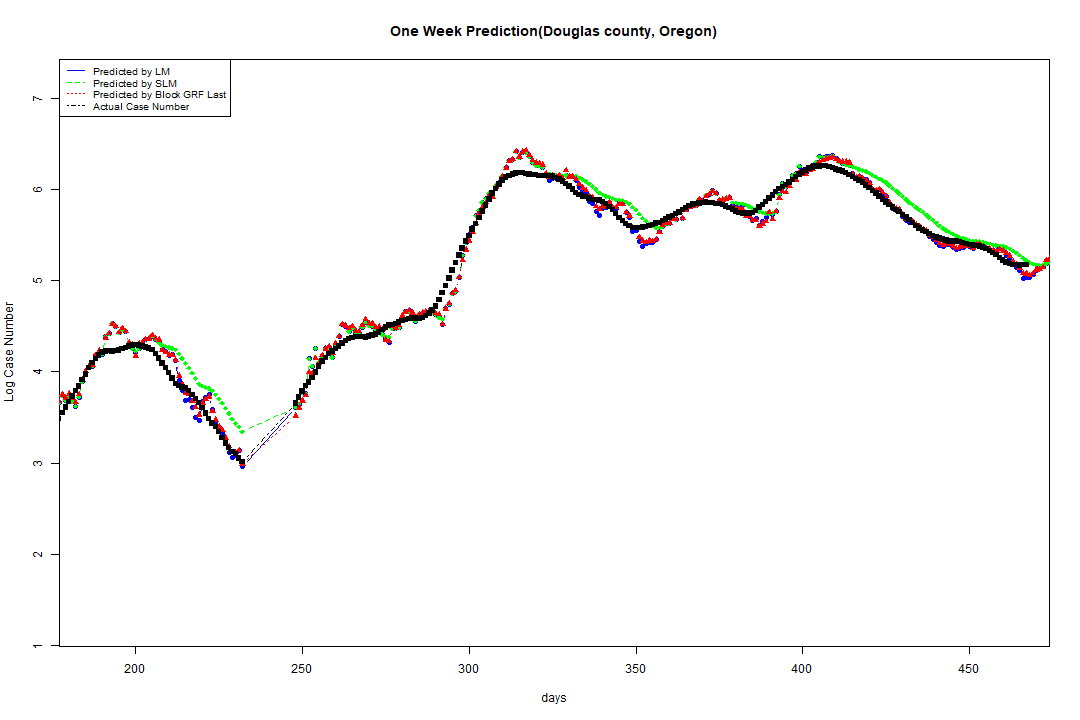 One Week Prediction(Douglas county, Oregon)
Predicted by LM
Predicted by SLM
Predicted by Block GRF Last
Actual Case Number
7
6
5
4
3
2
1
Log Case Number
200 250 300 350 400 450
days